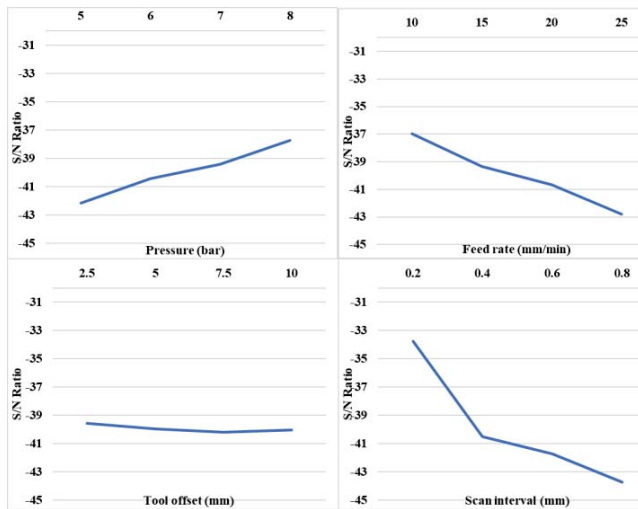 5 6 7 8
-31
-33
-35
-37
-39
-41
-43
-45
S/N Ratio
Pressure (bar)
10 15 20 25
-31
-33
-35
-37
-39
-41
-43
-45
S/N Ratio
Feed rate (mm/min)
2.5 5 7.5 10
-31
-33
-35
-37
-39
-41
-43
-45
S/N Ratio
Tool offset (mm)
0.2 0.4 0.6 0.8
-31
-33
-35
-37
-39
-41
-43
-45
S/N Ratio
Scan interval (mm)